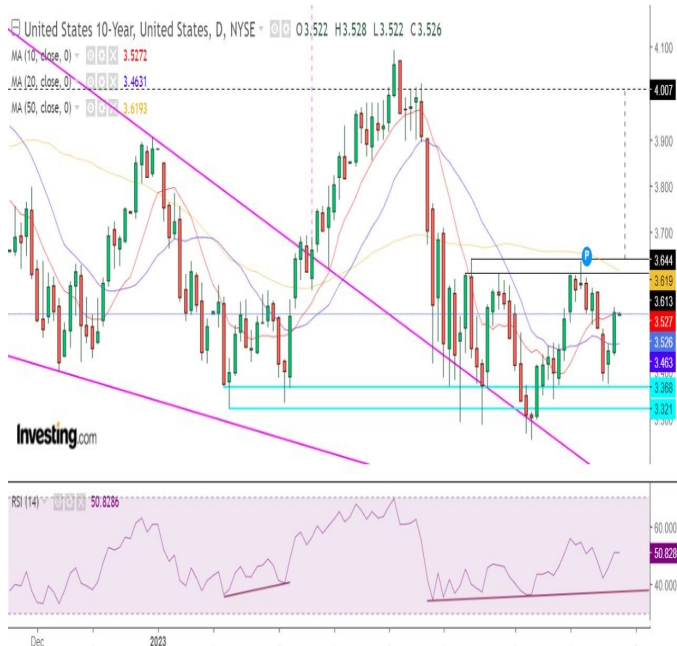 United States 10-Year, United States, D, NYSE O3.522 H3.528 L3.522 C3.526
MA (10, close, 0) 3.5272
MA (20, close, 0) 3.4631
MA (50, close, 0) 3.6193
4.100
4.007
3.900
3.800
3.700
3.644
3.619
3.613
3.527
3.526
3.463
3.368
3.321
3.300
P
Investing.com
RSI (14) 50.8286
60.000
50.828
40.000
Dec 2023